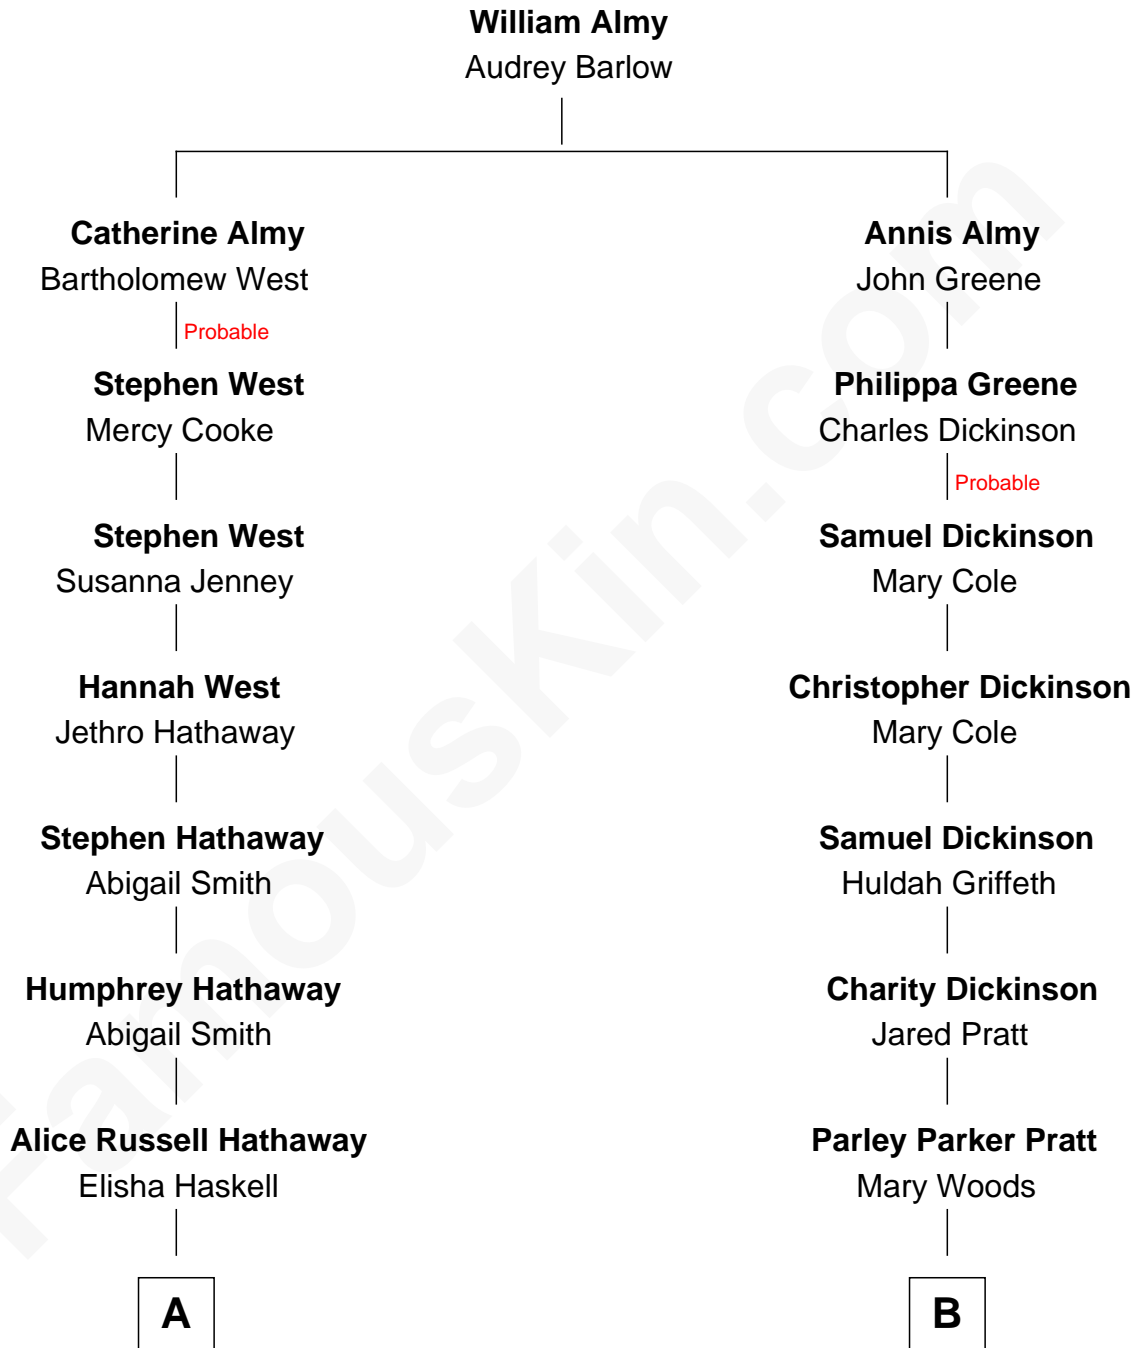 William Almy
Audrey Barlow
Catherine Almy
Bartholomew West
Probable
Stephen West
Mercy Cooke
Stephen West
Susanna Jenney
Hannah West
Jethro Hathaway
Stephen Hathaway
Abigail Smith
Humphrey Hathaway
Abigail Smith
Alice Russell Hathaway
Elisha Haskell
A
Annis Almy
John Greene
Philippa Greene
Charles Dickinson
Probable
Samuel Dickinson
Mary Cole
Christopher Dickinson
Mary Cole
Samuel Dickinson
Huldah Griffeth
Charity Dickinson
Jared Pratt
Parley Parker Pratt
Mary Woods
B
FamousKin.com